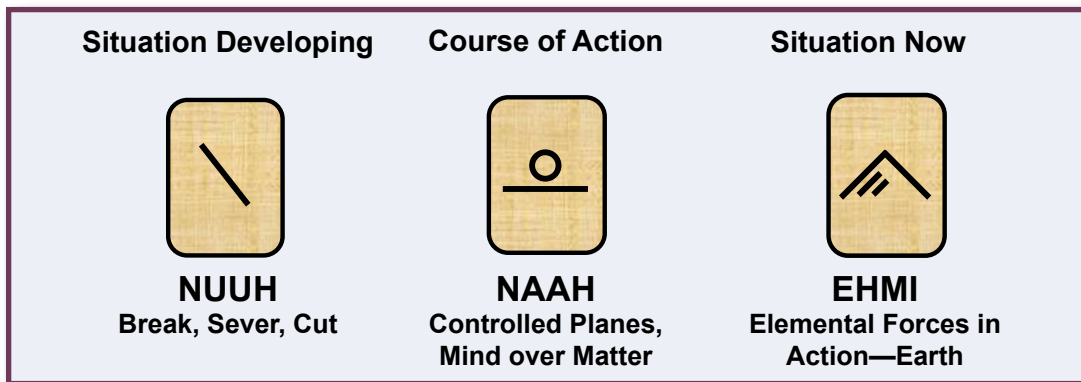 Situation Developing
Course of Action
Situation Now
NUUH
Break, Sever, Cut
NAAH
Controlled Planes,
Mind over Matter
EHMI
Elemental Forces in
Action—Earth